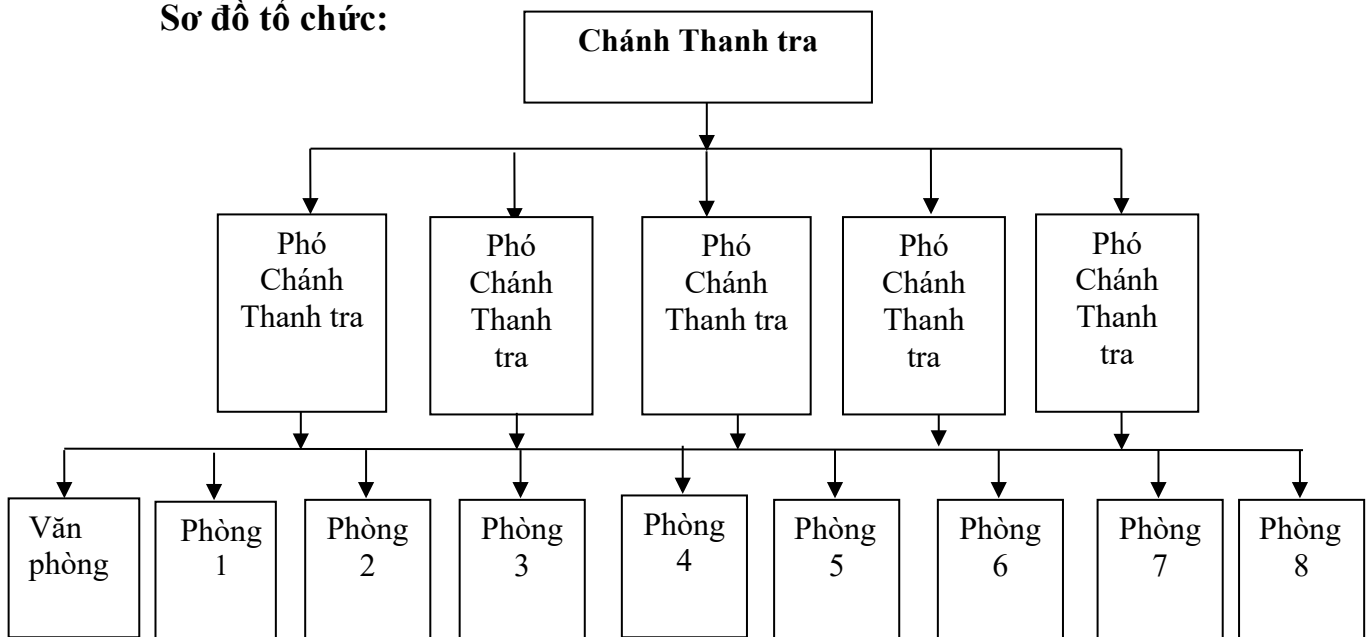 Sơ đồ tổ chức:
Chánh Thanh tra
Phó
Chánh
Thanh tra
Phó
Chánh
Thanh
tra
Phó
Chánh
Thanh tra
Phó
Chánh
Thanh
tra
Phó
Chánh
Thanh
tra
Văn
phòng
Phòng
1
Phòng
2
Phòng
3
Phòng
4
Phòng
5
Phòng
6
Phòng
7
Phòng
8